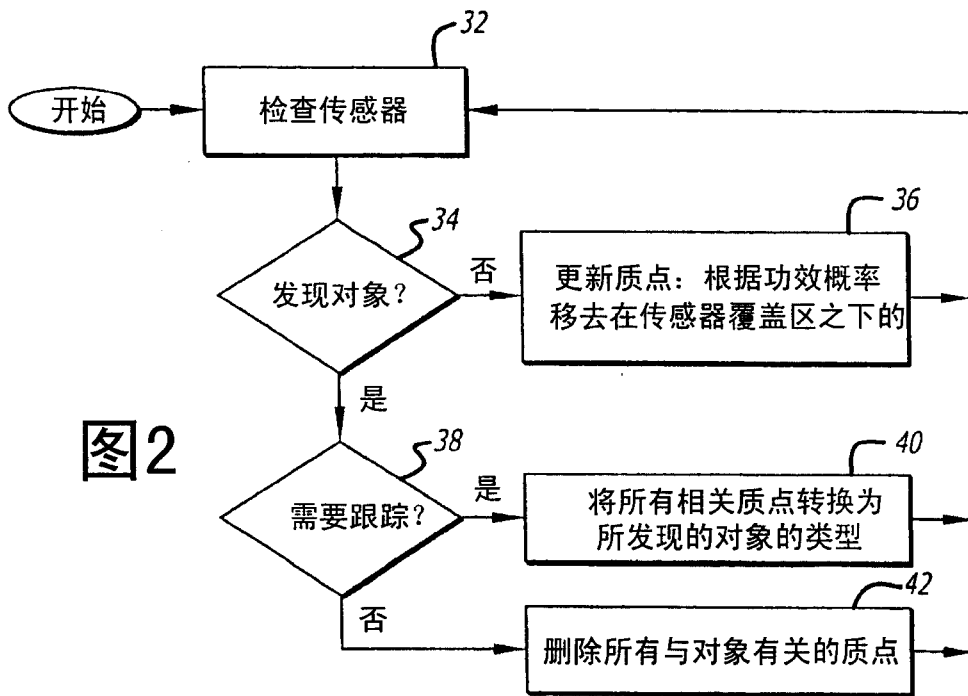 32
开始
检查传感器
34
36
发现对象？
否
更新质点：根据功效概率
移去在传感器覆盖区之下的
是
图2
38
40
需要跟踪？
是
将所有相关质点转换为
所发现的对象的类型
42
否
删除所有与对象有关的质点